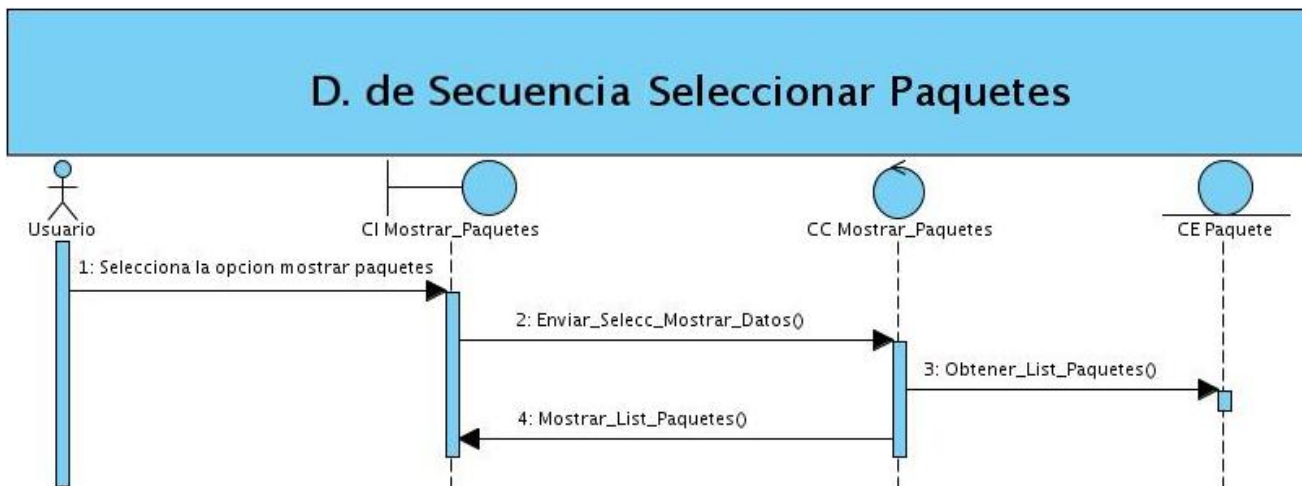 D. de Secuencia Seleccionar Paquetes
Usuario
CI Mostrar_Paquetes
CC Mostrar_Paquetes
CE Paquete
1: Selecciona la opcion mostrar paquetes
2: Enviar_Selecc_Mostrar_Datos()
3: Obtener_List_Paquetes()
4: Mostrar_List_Paquetes()